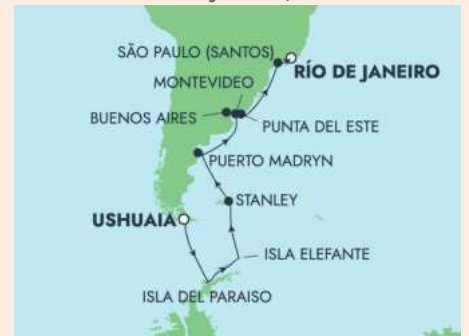 SÃO PAULO (SANTOS)
RÍO DE JANEIRO
MONTEVIDEO
BUENOS AIRES
PUNTA DEL ESTE
PUERTO MADRYN
STANLEY
USHUAIA
ISLA ELEFANTE
ISLA DEL PARAISO